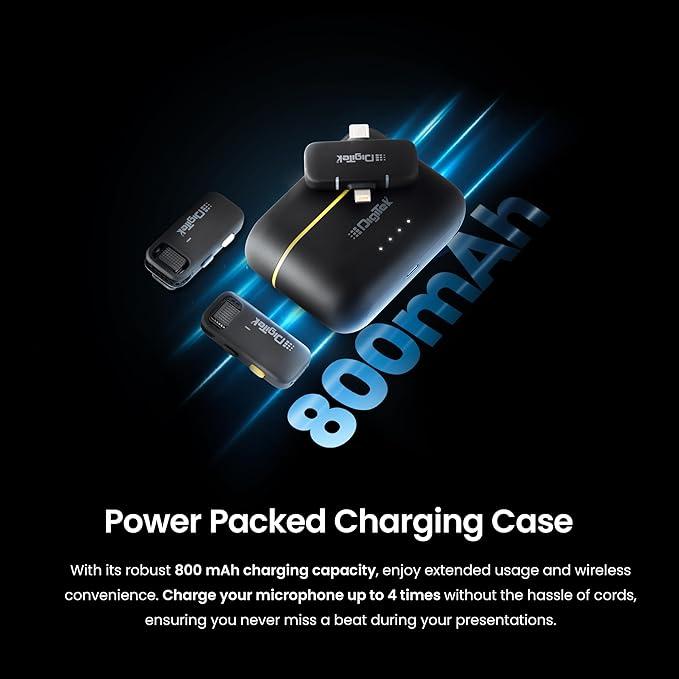 DIGITEK
DIGITEK
DIGITEK
DIGITEK
800mAh
Power Packed Charging Case
With its robust 800 mAh charging capacity, enjoy extended usage and wireless
convenience. Charge your microphone up to 4 times without the hassle of cords,
ensuring you never miss a beat during your presentations.